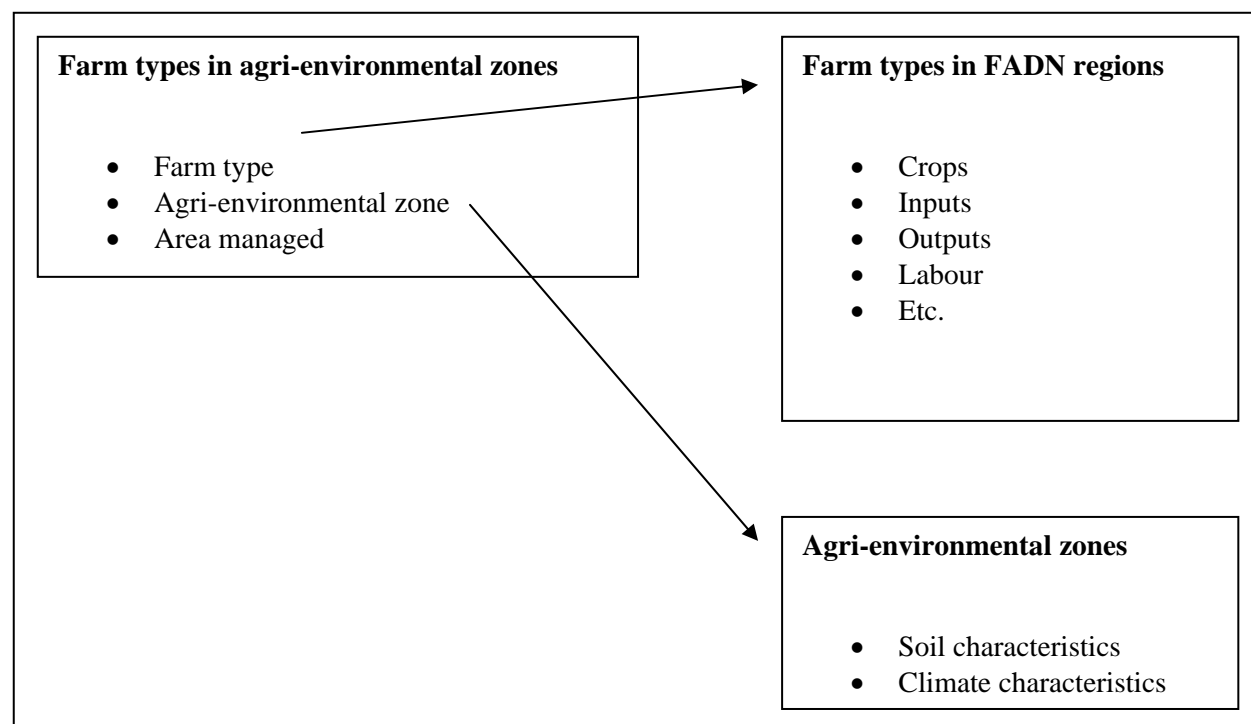 Farm types in agri-environmental zones
• Farm type
• Agri-environmental zone
• Area managed
Farm types in FADN regions
• Crops
• Inputs
• Outputs
• Labour
• Etc.
Agri-environmental zones
• Soil characteristics
• Climate characteristics